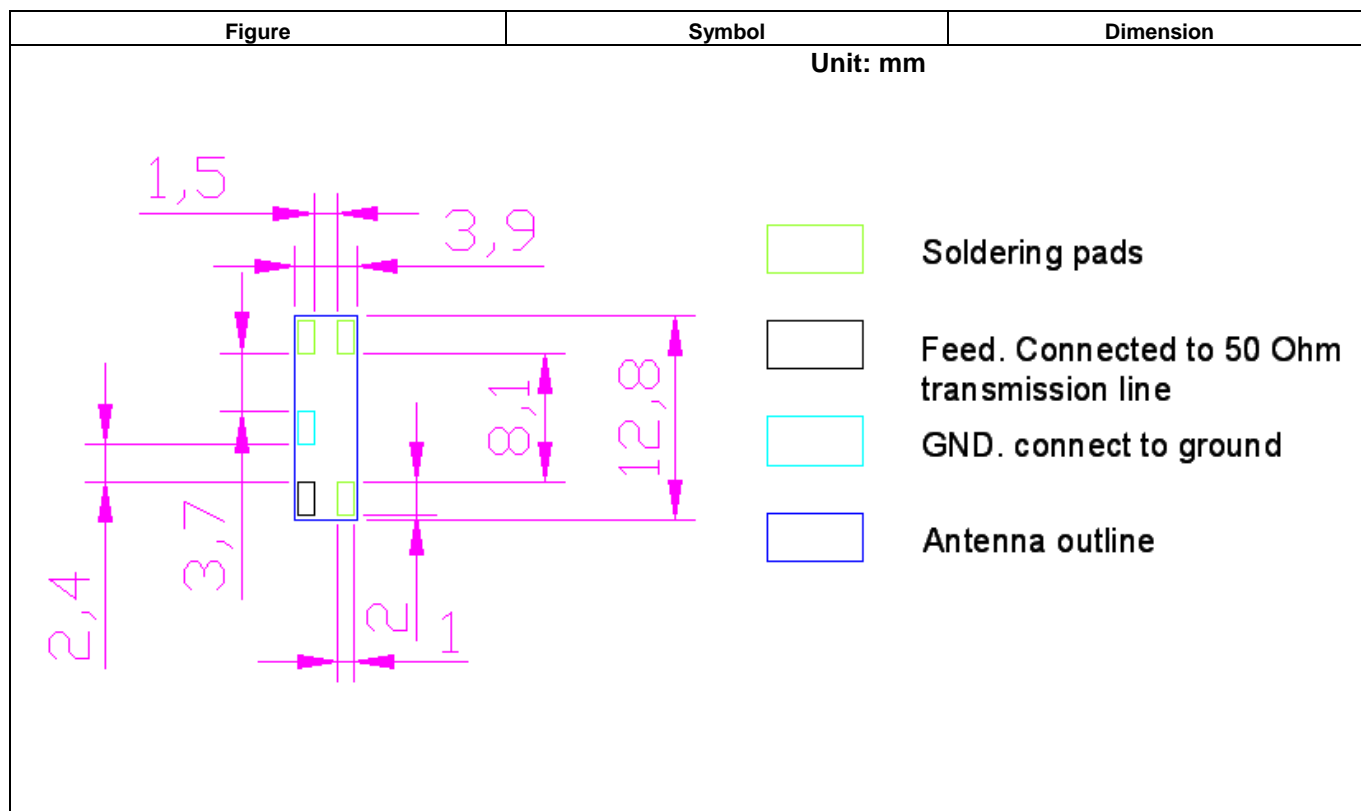 Figure Symbol Dimension
Unit: mm
1,5
3,9
Soldering pads
Feed. Connected to 50 Ohm
transmission line
GND. connect to ground
Antenna outline
8,1
12,8
3,7
2,4
2
1